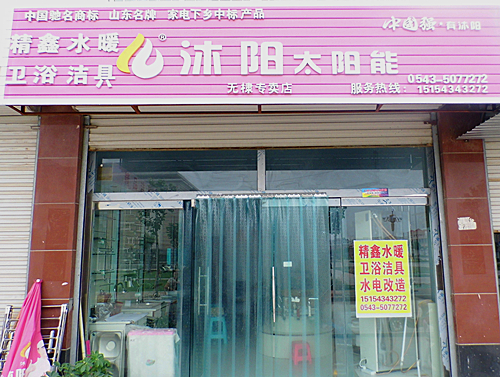 中国驰名商标 山东名牌 家电下乡中标产品
精鑫水暖
卫浴洁具
®
沐阳太阳能
中国强·貝沐阳
无棣专卖店
服务热线：
0543-5077272
15154343272
精鑫水暖
卫浴洁具
水电改造
15154343272
0543-5077272